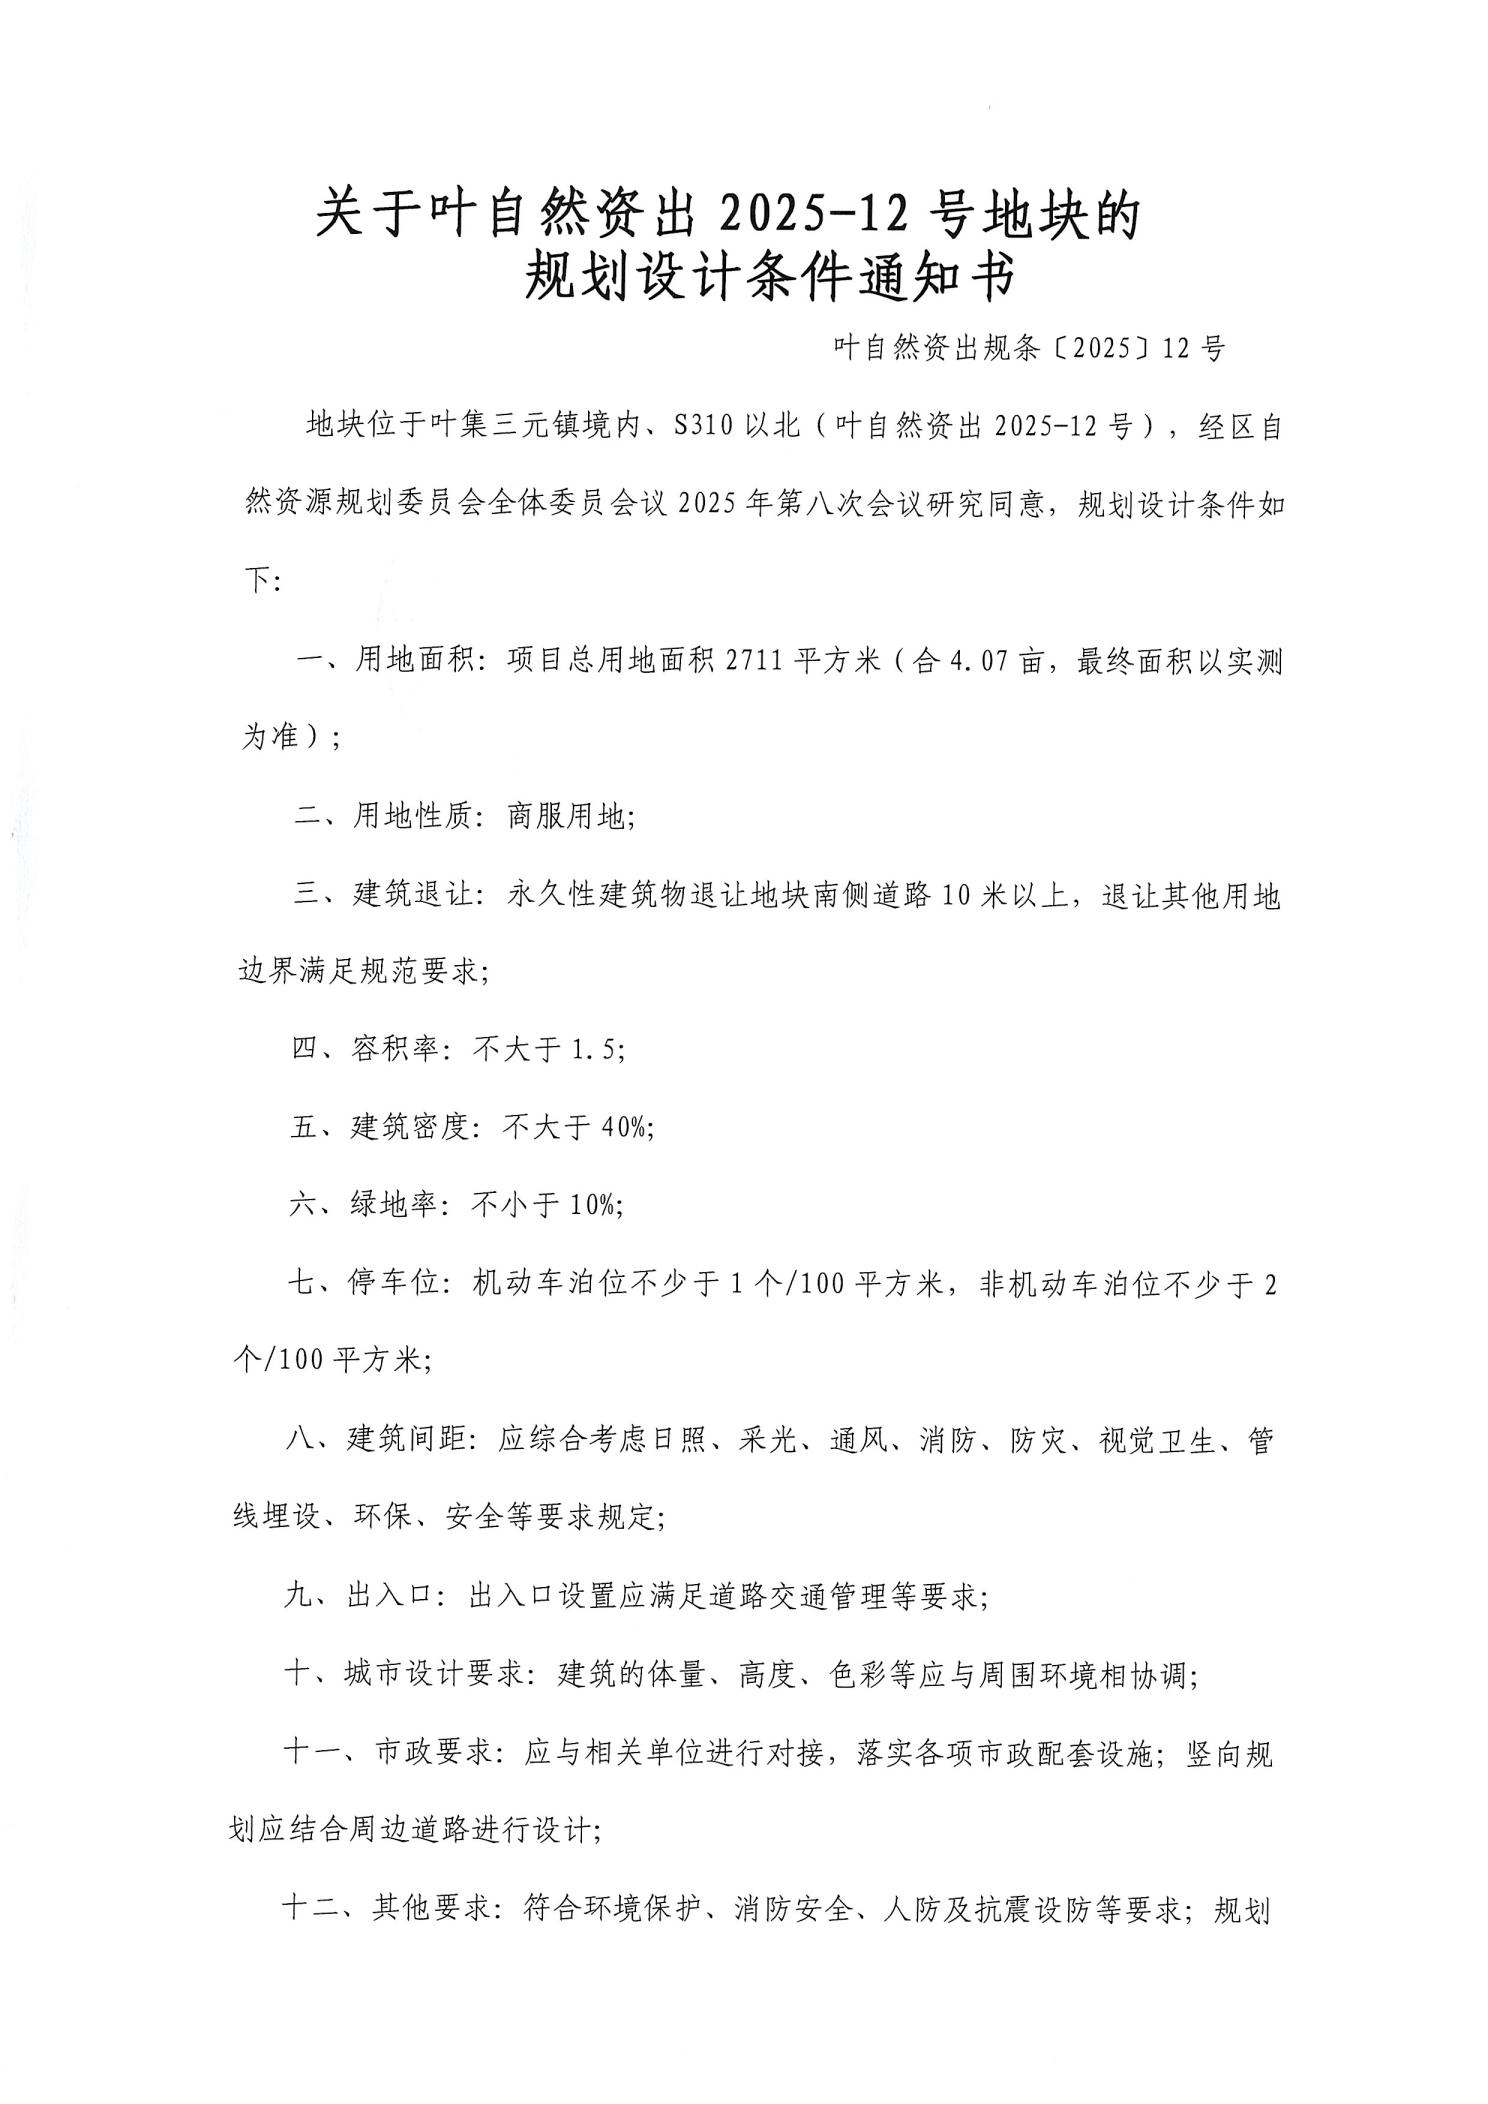 关于叶自然资出 2025-12 号地块的
规划设计条件通知书
叶自然资出规条〔2025〕12 号
地块位于叶集三元镇境内、S310 以北（叶自然资出 2025-12 号），经区自
然资源规划委员会全体委员会议 2025 年第八次会议研究同意，规划设计条件如
下：
一、用地面积：项目总用地面积 2711 平方米（合 4.07 亩，最终面积以实测
为准）；
二、用地性质：商服用地；
三、建筑退让：永久性建筑物退让地块南侧道路 10 米以上，退让其他用地
边界满足规范要求；
四、容积率：不大于 1.5；
五、建筑密度：不大于 40%；
六、绿地率：不小于 10%；
七、停车位：机动车泊位不少于 1 个/100 平方米，非机动车泊位不少于 2
个/100 平方米；
八、建筑间距：应综合考虑日照、采光、通风、消防、防灾、视觉卫生、管
线埋设、环保、安全等要求规定；
九、出入口：出入口设置应满足道路交通管理等要求；
十、城市设计要求：建筑的体量、高度、色彩等应与周围环境相协调；
十一、市政要求：应与相关单位进行对接，落实各项市政配套设施；竖向规
划应结合周边道路进行设计；
十二、其他要求：符合环境保护、消防安全、人防及抗震设防等要求；规划